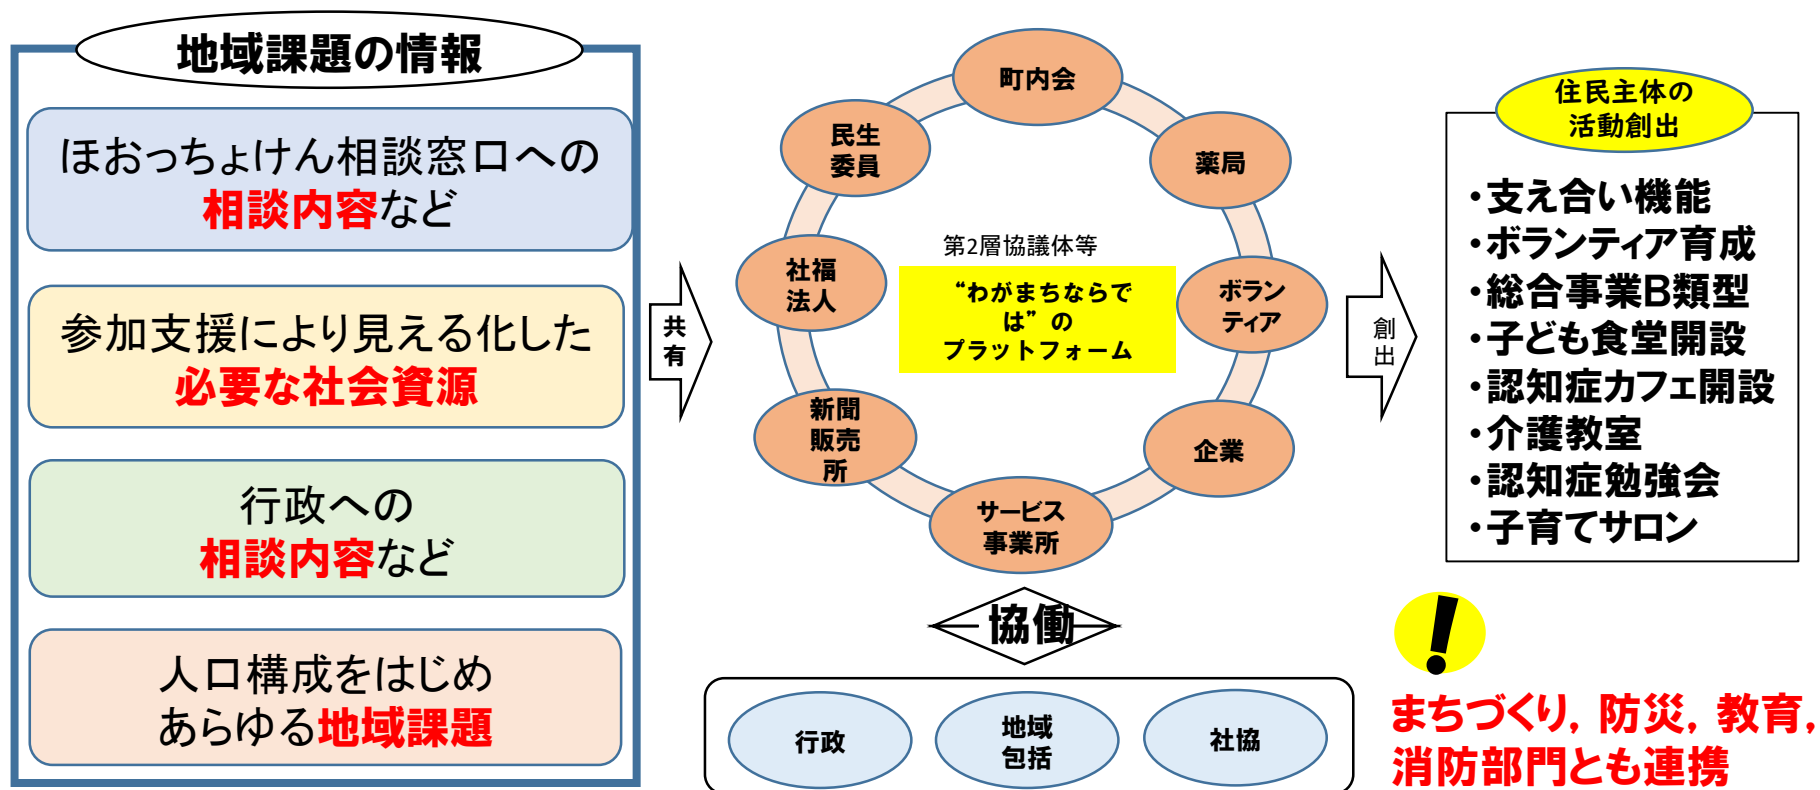 地域課題の情報
ほおっちょけん相談窓口への
相談内容など
参加支援により見える化した
必要な社会資源
行政への
相談内容など
人口構成をはじめ
あらゆる地域課題
共
有
町内会
民生
委員
薬局
社福
法人
第2層協議体等
“わがまちならで
は”の
プラットフォーム
ボラン
ティア
新聞
販売
所
企業
サービス
事業所
協働
行政
地域
包括
社協
創
出
住民主体の
活動創出
・支え合い機能
・ボランティア育成
・総合事業B類型
・子ども食堂開設
・認知症カフェ開設
・介護教室
・認知症勉強会
・子育てサロン
!
まちづくり,防災,教育,
消防部門とも連携